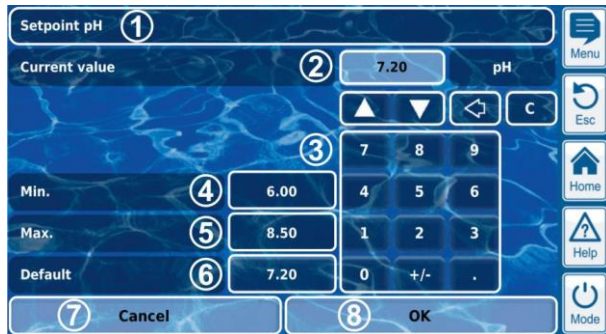 Setpoint pH 1
Menu
Current value 2 7.20 pH
C
Esc
3 7 8 9
Home
Min. 4 6.00 4 5 6
Max. 5 8.50 1 2 3
Help
Default 6 7.20 0 +/- .
7 Cancel 8 OK
Mode